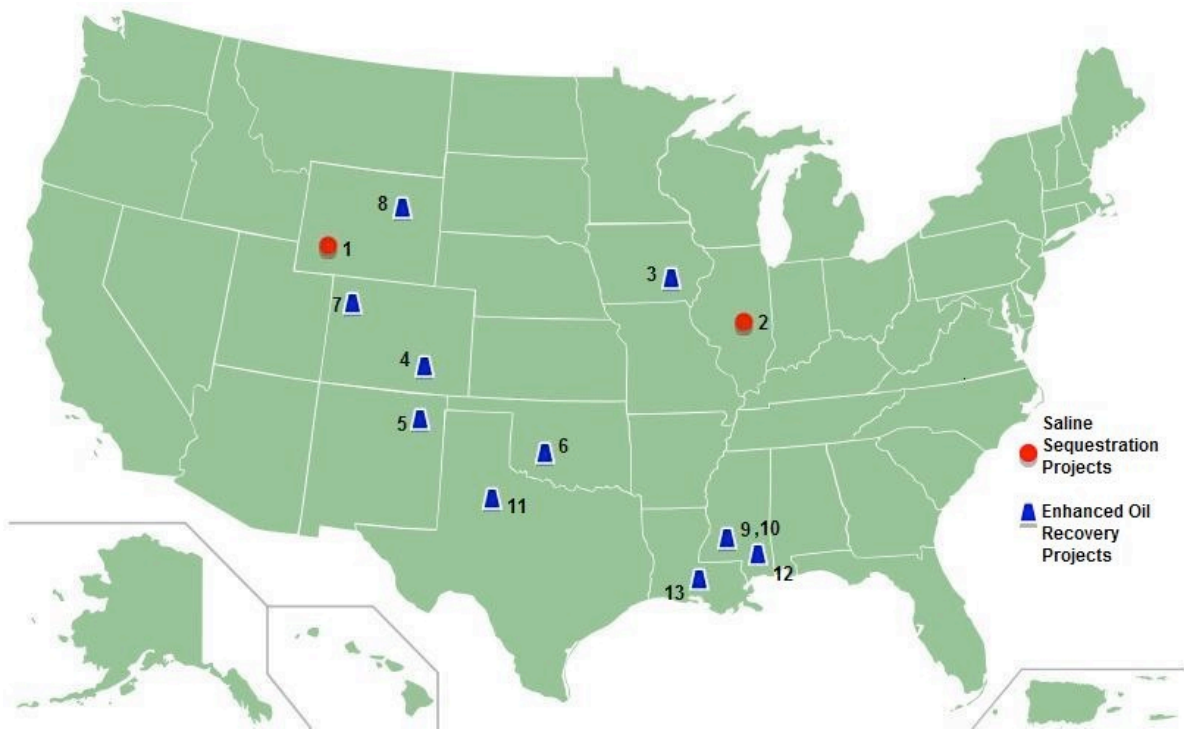 8
1
3
7
2
4
5
6
11
9 ,10
12
13
Saline
Sequestration
Projects
Enhanced Oil
Recovery
Projects